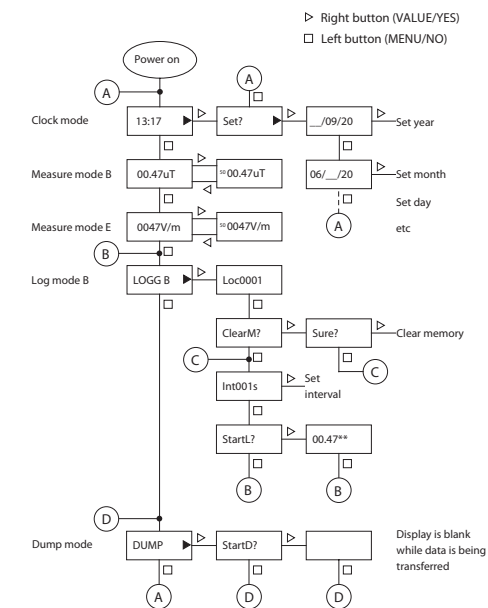 ▷ Right button (VALUE/YES)
□ Left button (MENU/NO)
Power on
A
A
Clock mode
13:17
Set?
__/09/20
Set year
Measure mode B
00.47uT
50 00.47uT
06/__/20
Set month
Set day
Measure mode E
0047V/m
50 0047V/m
A
etc
B
Log mode B
LOGG B
Loc0001
ClearM?
Sure?
Clear memory
C
C
Int001s
Set
interval
StartL?
00.47**
B
B
D
Dump mode
DUMP
StartD?
Display is blank
while data is being
transferred
A
D
D